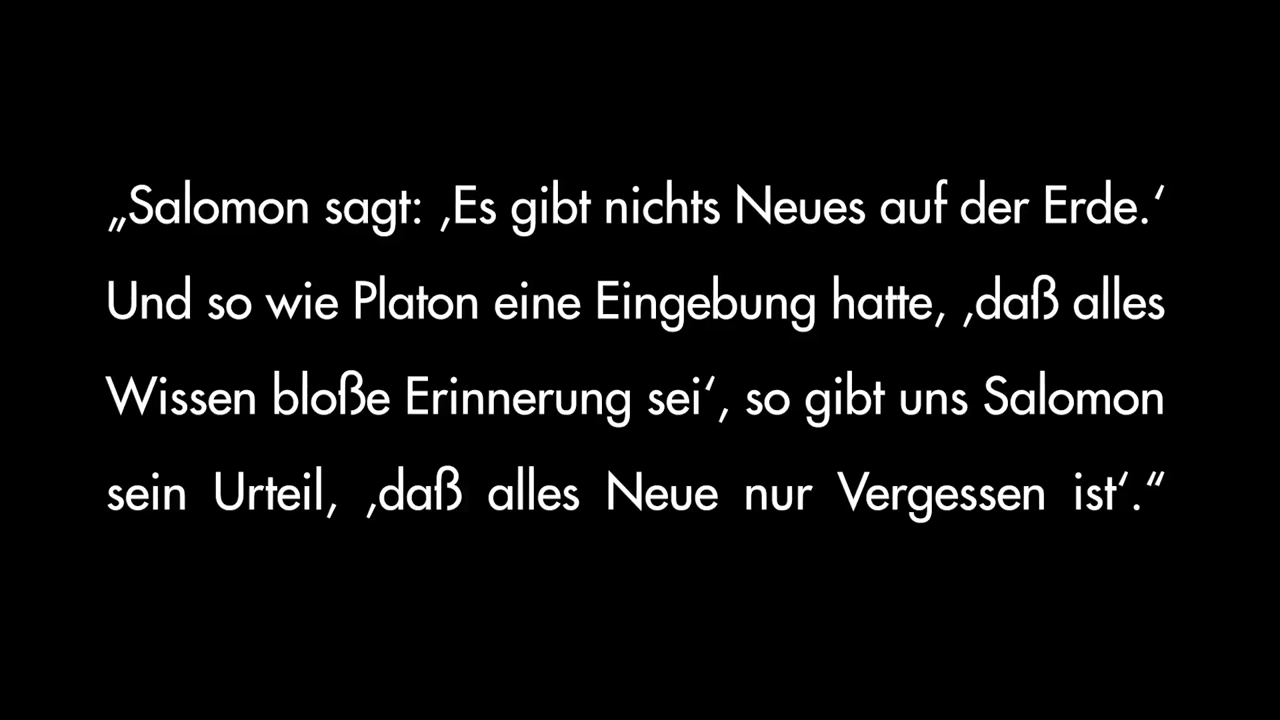 „Salomon sagt: ‚Es gibt nichts Neues auf der Erde.‘
Und so wie Platon eine Eingebung hatte, ‚daß alles
Wissen bloße Erinnerung sei‘, so gibt uns Salomon
sein Urteil, ‚daß alles Neue nur Vergessen ist‘.“